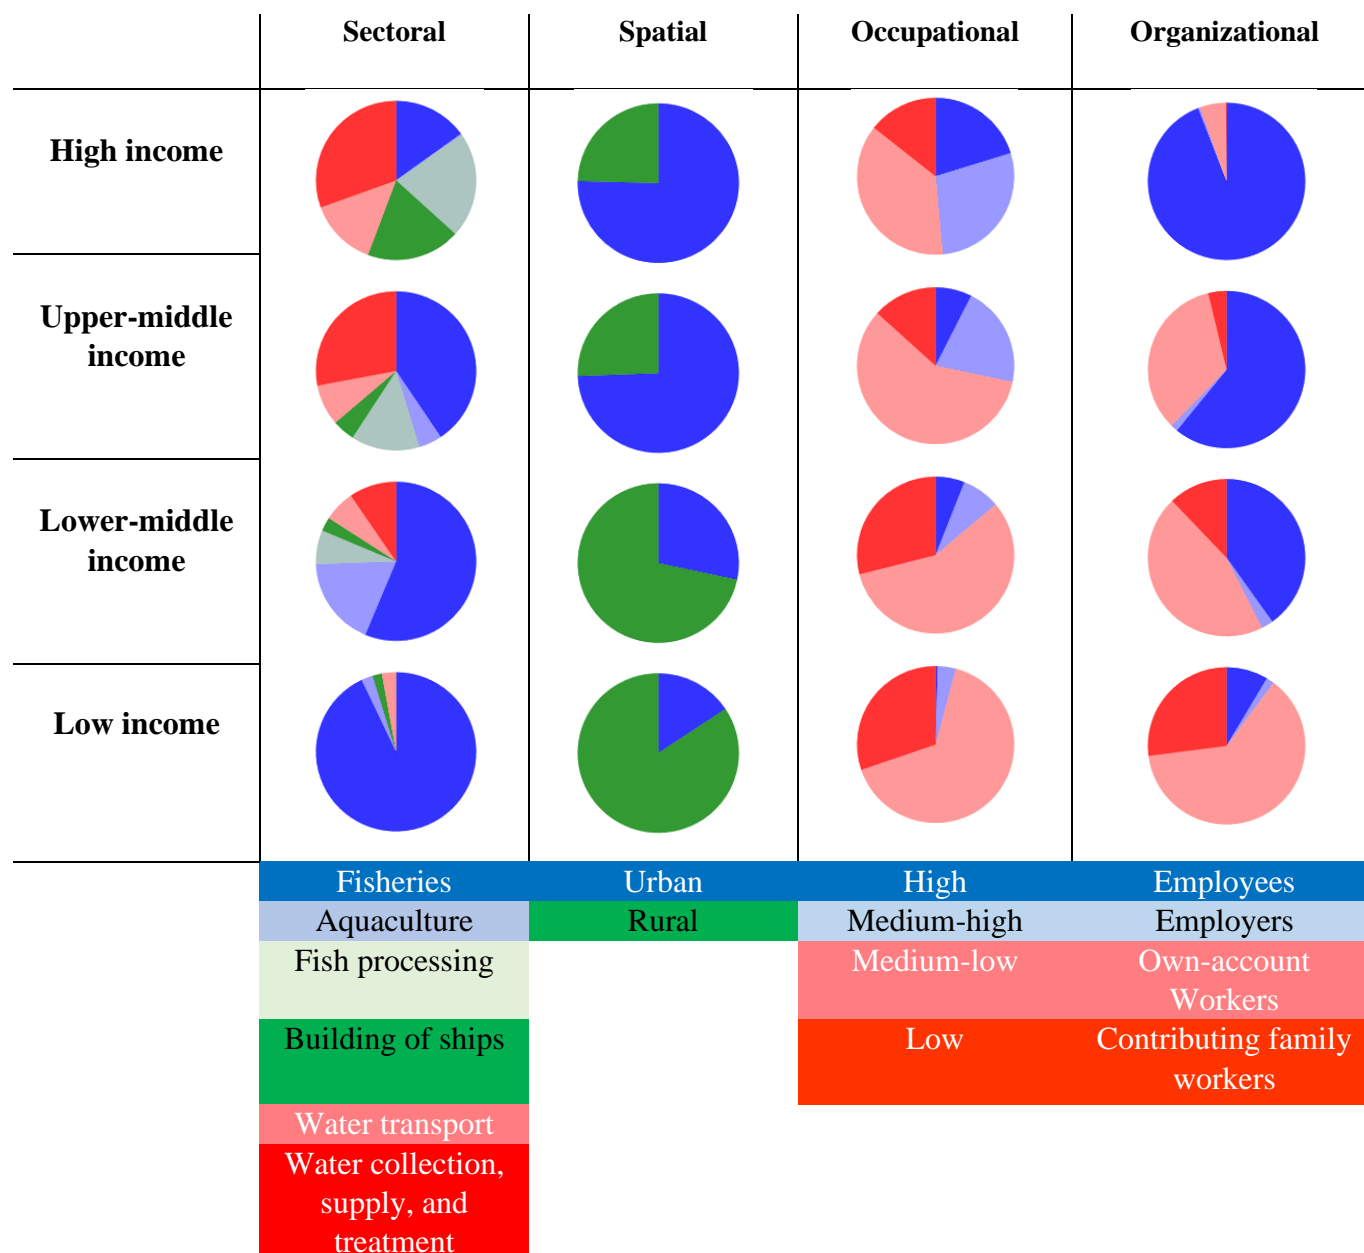 Sectoral Spatial Occupational Organizational
High income
Upper-middle
income
Lower-middle
income
Low income
Fisheries Urban High Employees
Aquaculture Rural Medium-high Employers
Fish processing Medium-low Own-account
Workers
Building of ships Low Contributing family
workers
Water transport
Water collection,
supply, and
treatment